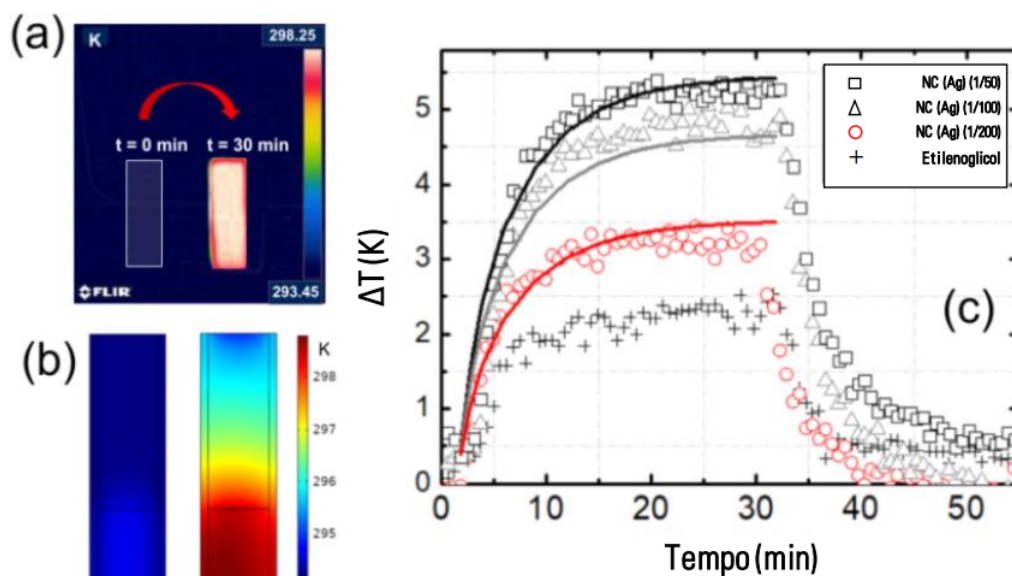 (a)
K
298.25
t = 0 min
t = 30 min
FLIR
293.45
(b)
K
298
297
296
295
ΔT (K)
5
4
3
2
1
0
0 10 20 30 40 50
Tempo (min)
NC (Ag) (1/50)
NC (Ag) (1/100)
NC (Ag) (1/200)
Etilenoglicol
(c)